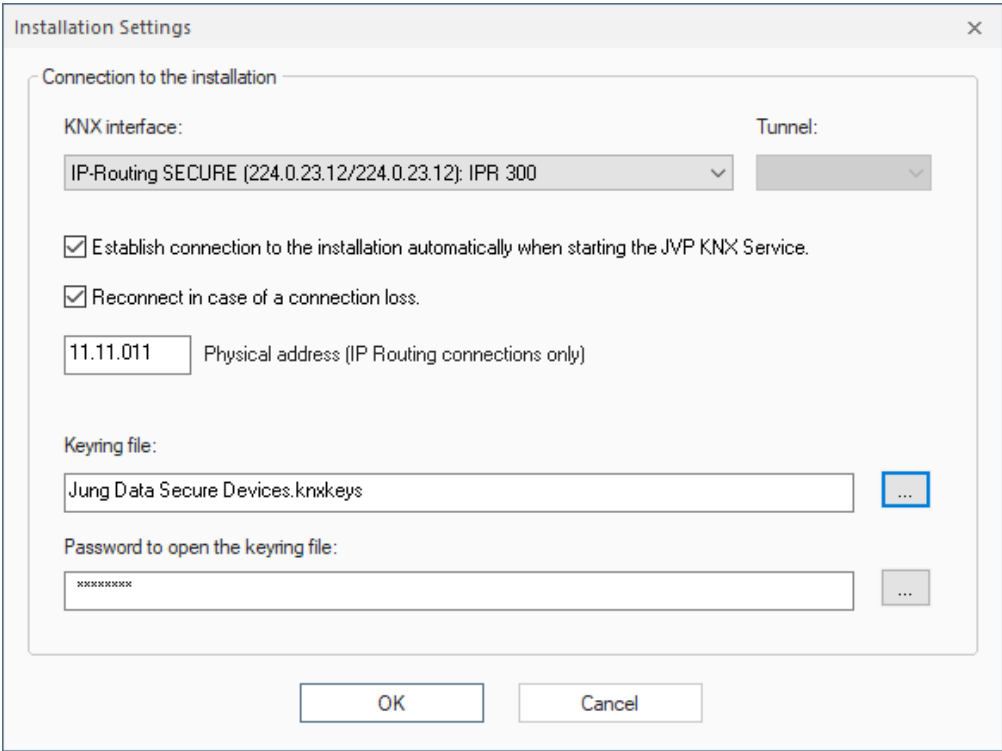 Installation Settings
Connection to the installation
KNX interface:
Tunnel:
IP-Routing SECURE (224.0.23.12/224.0.23.12): IPR 300
Establish connection to the installation automatically when starting the JVP KNX Service.
Reconnect in case of a connection loss.
11.11.011 Physical address (IP Routing connections only)
Keyring file:
Jung Data Secure Devices.knxkeys
...
Password to open the keyring file:
********
...
OK
Cancel